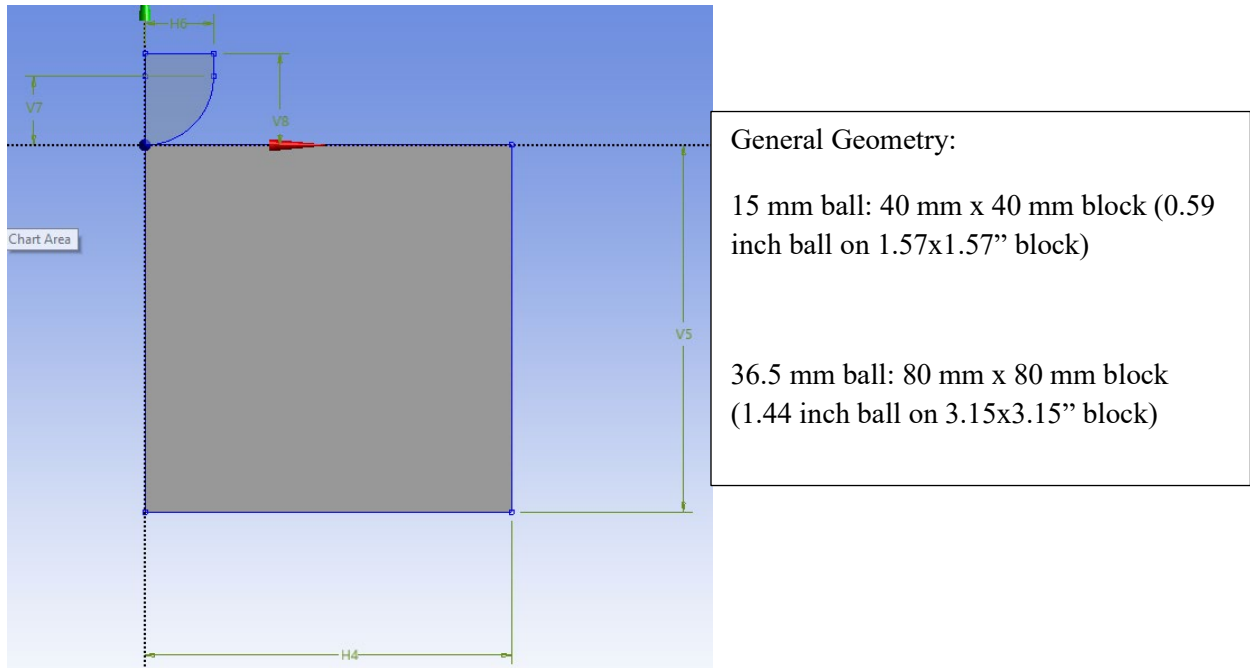 H6
V7
V8
Chart Area
V5
H4
General Geometry:
15 mm ball: 40 mm x 40 mm block (0.59
inch ball on 1.57x1.57” block)
36.5 mm ball: 80 mm x 80 mm block
(1.44 inch ball on 3.15x3.15” block)